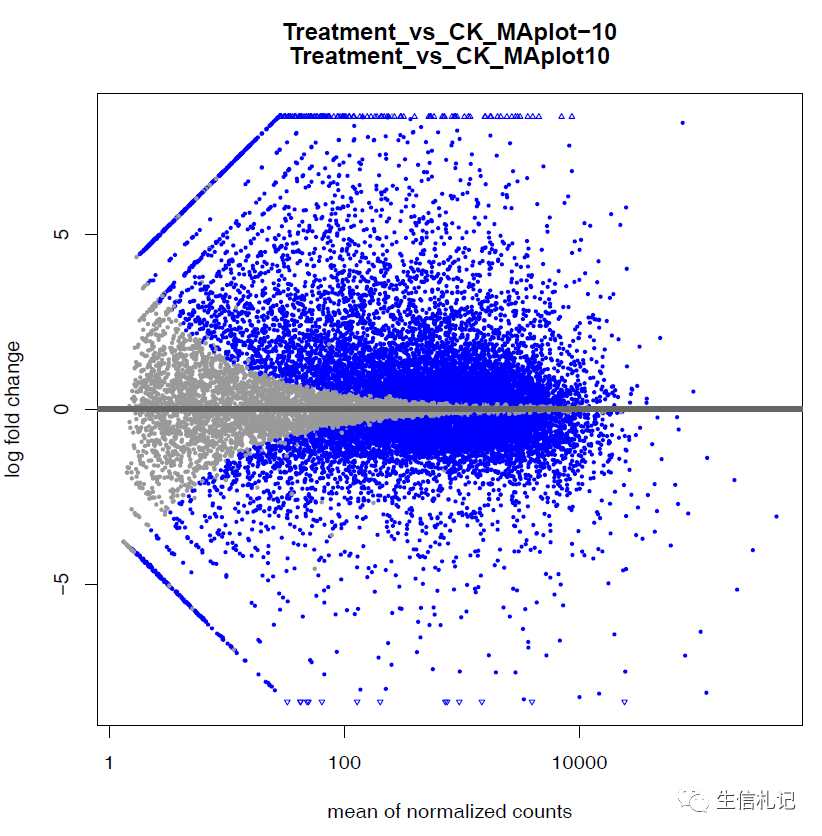 Treatment_vs_CK_MAplot−10
Treatment_vs_CK_MAplot10
5
0
−5
log fold change
1
100
10000
mean of normalized counts
生信札记